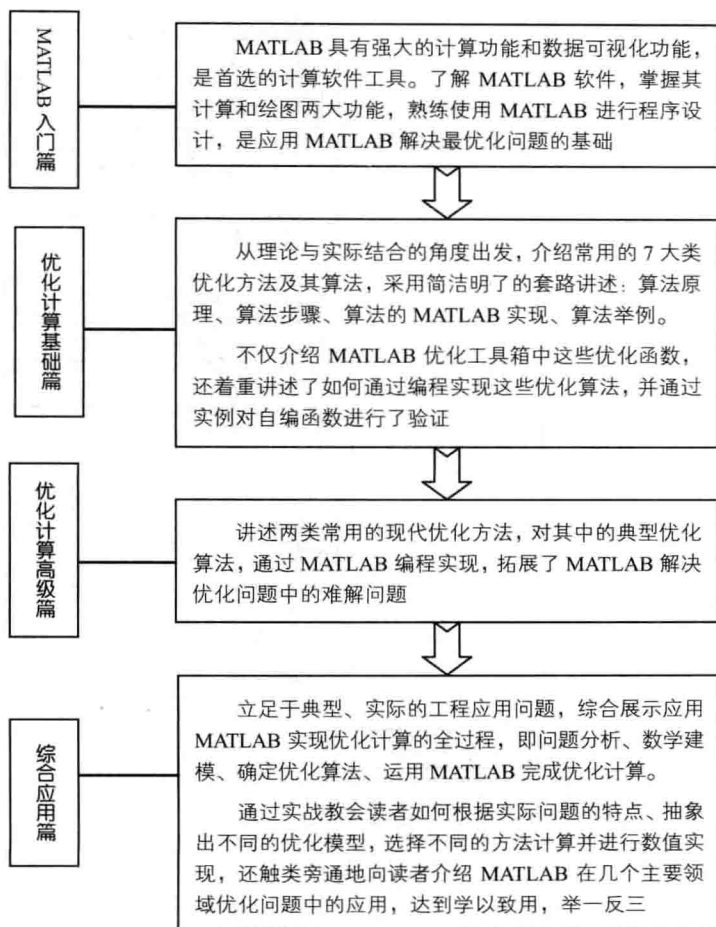 MATLAB入门篇
MATLAB 具有强大的计算功能和数据可视化功能，
是首选的计算软件工具。了解 MATLAB 软件，掌握其
计算和绘图两大功能，熟练使用 MATLAB 进行程序设
计，是应用 MATLAB 解决最优化问题的基础
优化计算基础篇
从理论与实际结合的角度出发，介绍常用的 7 大类
优化方法及其算法，采用简洁明了的套路讲述：算法原
理、算法步骤、算法的 MATLAB 实现、算法举例。
不仅介绍 MATLAB 优化工具箱中这些优化函数，
还着重讲述了如何通过编程实现这些优化算法，并通过
实例对自编函数进行了验证
优化计算高级篇
讲述两类常用的现代优化方法，对其中的典型优化
算法，通过 MATLAB 编程实现，拓展了 MATLAB 解决
优化问题中的难解问题
综合应用篇
立足于典型、实际的工程应用问题，综合展示应用
MATLAB 实现优化计算的全过程，即问题分析、数学建
模、确定优化算法、运用 MATLAB 完成优化计算。
通过实战教会读者如何根据实际问题的特点、抽象
出不同的优化模型，选择不同的方法计算并进行数值实
现，还触类旁通地向读者介绍 MATLAB 在几个主要领
域优化问题中的应用，达到学以致用，举一反三